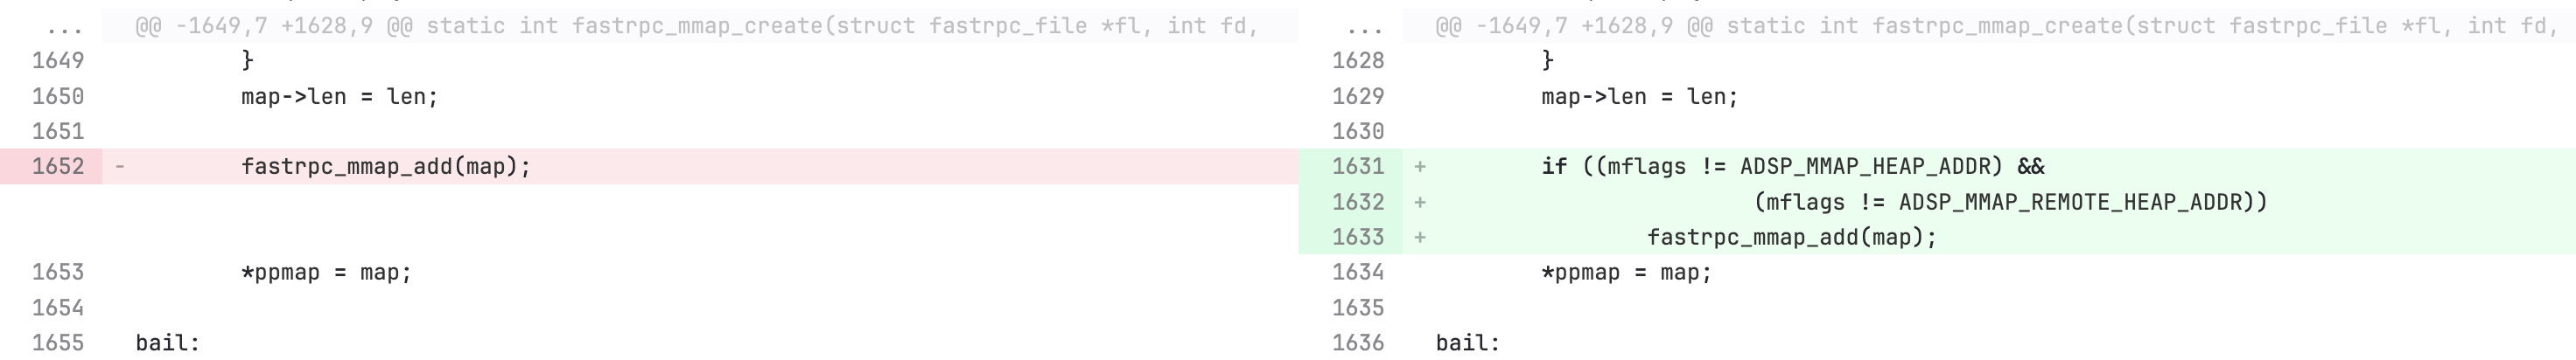 ... @@ -1649,7 +1628,9 @@ static int fastrpc_mmap_create(struct fastrpc_file *fl, int fd,
1649         }
1650         map->len = len;
1651
1652 -       fastrpc_mmap_add(map);
1653         *ppmap = map;
1654
1655 bail:
... @@ -1649,7 +1628,9 @@ static int fastrpc_mmap_create(struct fastrpc_file *fl, int fd,
1628         }
1629         map->len = len;
1630
1631 +       if ((mflags != ADSP_MMAP_HEAP_ADDR) &&
1632 +                       (mflags != ADSP_MMAP_REMOTE_HEAP_ADDR))
1633 +               fastrpc_mmap_add(map);
1634         *ppmap = map;
1635
1636 bail: